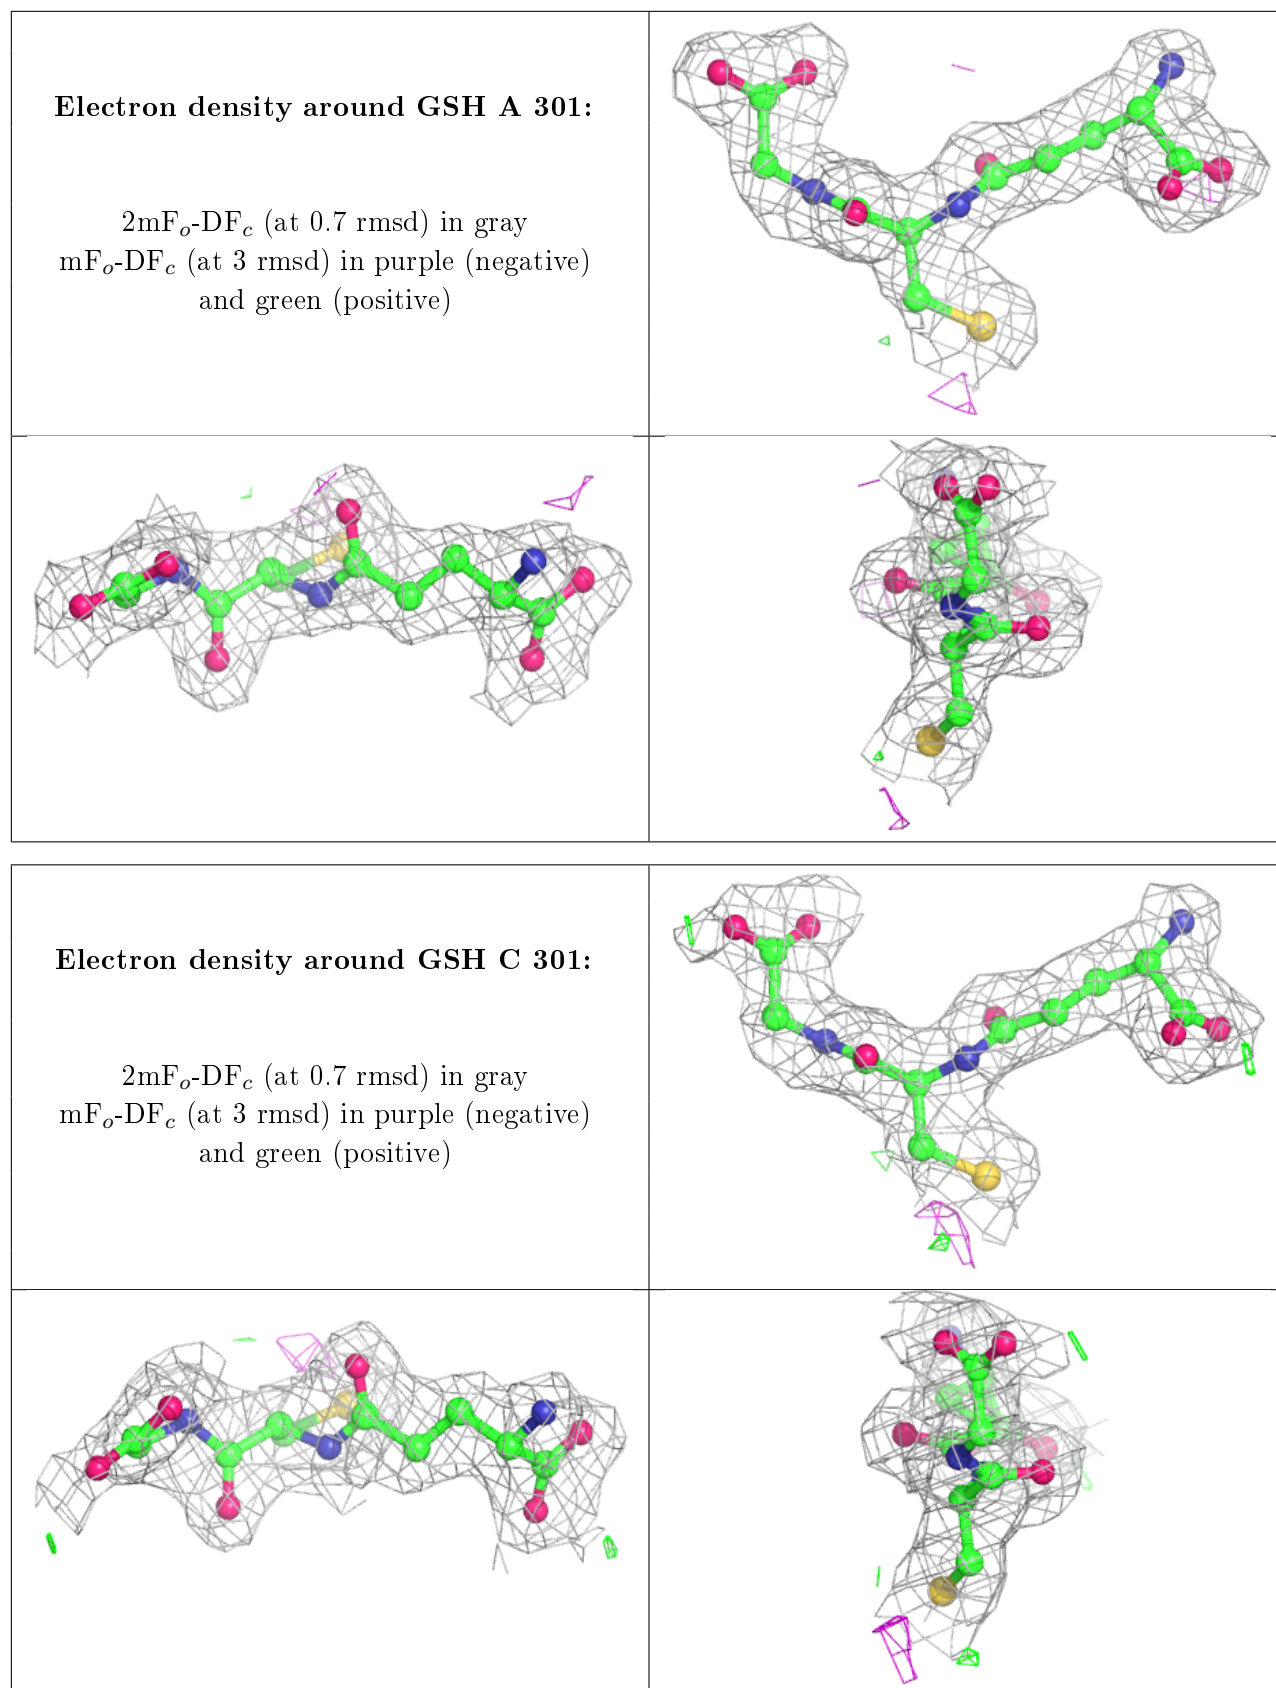 Electron density around GSH A 301:
2mFₒ-DF𝒸 (at 0.7 rmsd) in gray
mFₒ-DF𝒸 (at 3 rmsd) in purple (negative)
and green (positive)
Electron density around GSH C 301:
2mFₒ-DF𝒸 (at 0.7 rmsd) in gray
mFₒ-DF𝒸 (at 3 rmsd) in purple (negative)
and green (positive)